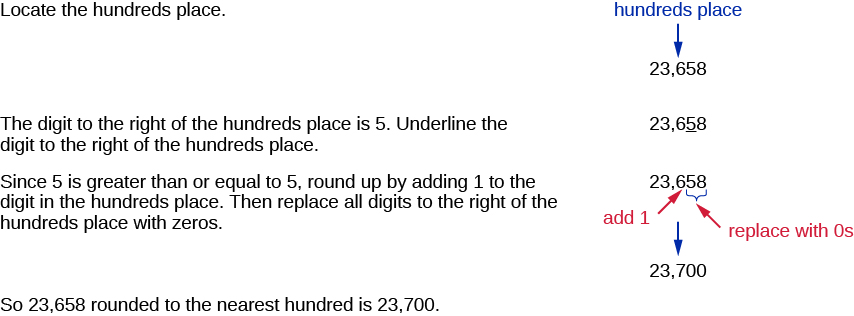 Locate the hundreds place.
hundreds place
23,658
The digit to the right of the hundreds place is 5. Underline the
digit to the right of the hundreds place.
23,658
Since 5 is greater than or equal to 5, round up by adding 1 to the
digit in the hundreds place. Then replace all digits to the right of the
hundreds place with zeros.
23,658
add 1
replace with 0s
23,700
So 23,658 rounded to the nearest hundred is 23,700.